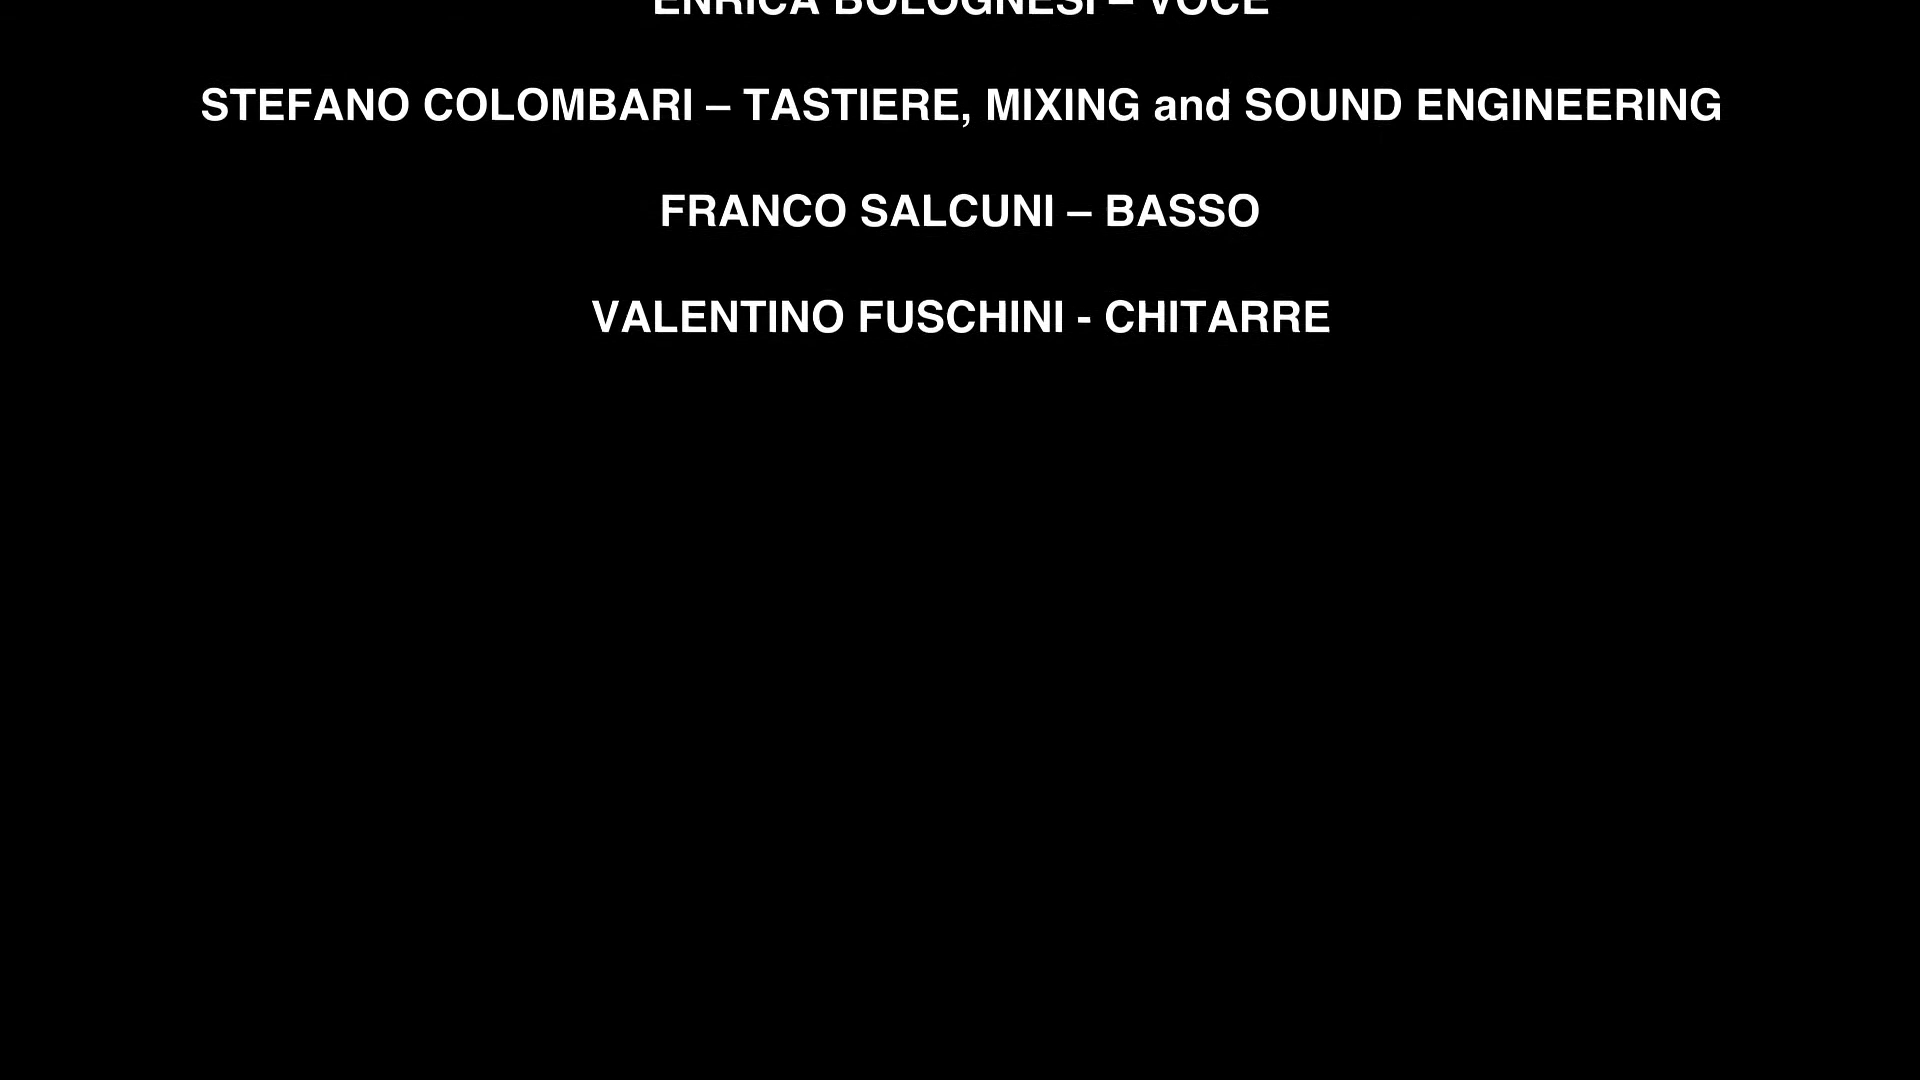 ENRICA BOLOGNESI – VOCE
STEFANO COLOMBARI – TASTIERE, MIXING and SOUND ENGINEERING
FRANCO SALCUNI – BASSO
VALENTINO FUSCHINI - CHITARRE